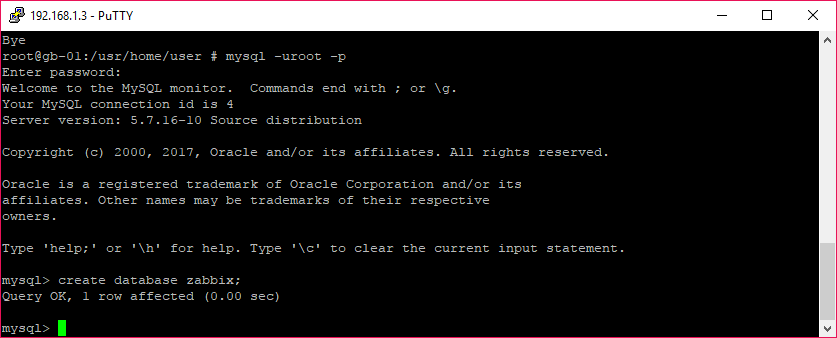 192.168.1.3 - PuTTY
Bye
root@gb-01:/usr/home/user # mysql -uroot -p
Enter password:
Welcome to the MySQL monitor.  Commands end with ; or \g.
Your MySQL connection id is 4
Server version: 5.7.16-10 Source distribution
Copyright (c) 2000, 2017, Oracle and/or its affiliates. All rights reserved.
Oracle is a registered trademark of Oracle Corporation and/or its
affiliates. Other names may be trademarks of their respective
owners.
Type 'help;' or '\h' for help. Type '\c' to clear the current input statement.
mysql> create database zabbix;
Query OK, 1 row affected (0.00 sec)
mysql>